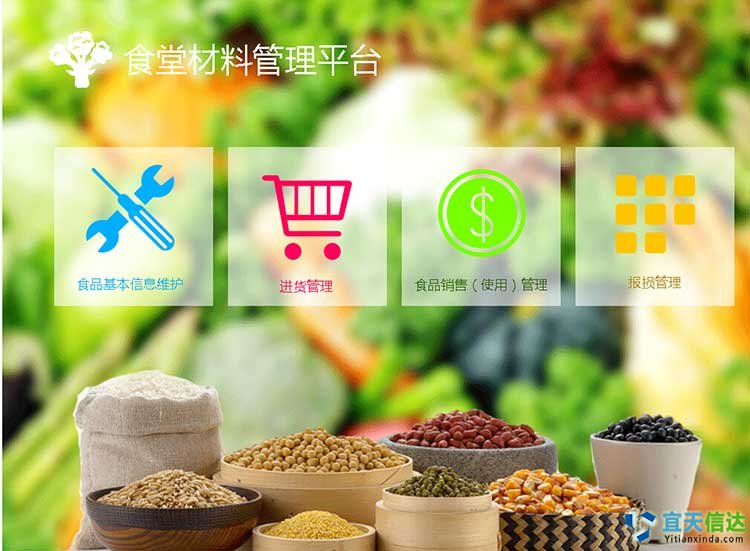 食堂材料管理平台
食品基本信息维护
进货管理
食品销售（使用）管理
报损管理
宜天信达
Yitianxinda.com